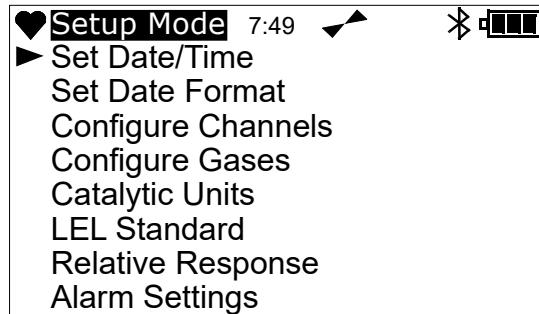 Setup Mode 7:49
Set Date/Time
Set Date Format
Configure Channels
Configure Gases
Catalytic Units
LEL Standard
Relative Response
Alarm Settings